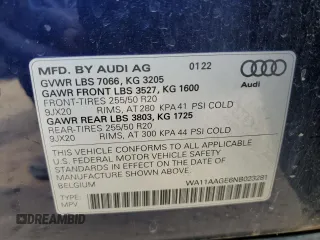 MFD. BY AUDI AG 01 22
GVWR LBS 7066, KG 3205
GAWR FRONT LBS 3527, KG 1600
FRONT-TIRES 255/50 R20
9JX20 RIMS, AT 280 KPA 41 PSI COLD
GAWR REAR LBS 3803, KG 1725
REAR-TIRES 255/50 R20
9JX20 RIMS, AT 300 KPA 44 PSI COLD
Audi
THIS VEHICLE CONFORMS TO ALL APPLICABLE
FEDERAL MOTOR VEHICLE SAFETY STANDARDS
IN EFFECT ON THE DATE OF MANUFACTURE
SHOWN ABOVE
BELGIUM WA11AAGE6NB023281
TYPE:
MPV
DREAMBID